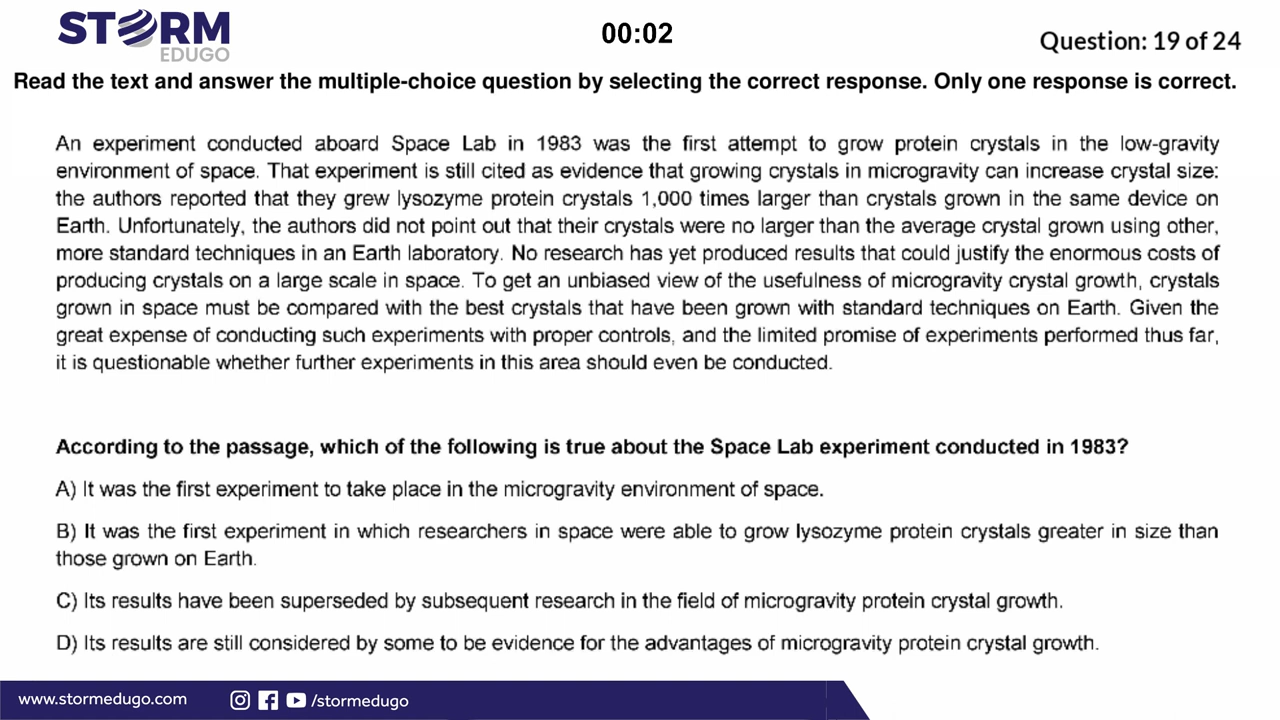 STORM
EDUGO
00:02
Question: 19 of 24
Read the text and answer the multiple-choice question by selecting the correct response. Only one response is correct.
An experiment conducted aboard Space Lab in 1983 was the first attempt to grow protein crystals in the low-gravity
environment of space. That experiment is still cited as evidence that growing crystals in microgravity can increase crystal size:
the authors reported that they grew lysozyme protein crystals 1,000 times larger than crystals grown in the same device on
Earth. Unfortunately, the authors did not point out that their crystals were no larger than the average crystal grown using other,
more standard techniques in an Earth laboratory. No research has yet produced results that could justify the enormous costs of
producing crystals on a large scale in space. To get an unbiased view of the usefulness of microgravity crystal growth, crystals
grown in space must be compared with the best crystals that have been grown with standard techniques on Earth. Given the
great expense of conducting such experiments with proper controls, and the limited promise of experiments performed thus far,
it is questionable whether further experiments in this area should even be conducted.
According to the passage, which of the following is true about the Space Lab experiment conducted in 1983?
A) It was the first experiment to take place in the microgravity environment of space.
B) It was the first experiment in which researchers in space were able to grow lysozyme protein crystals greater in size than
those grown on Earth.
C) Its results have been superseded by subsequent research in the field of microgravity protein crystal growth.
D) Its results are still considered by some to be evidence for the advantages of microgravity protein crystal growth.
www.stormedugo.com
/stormedugo